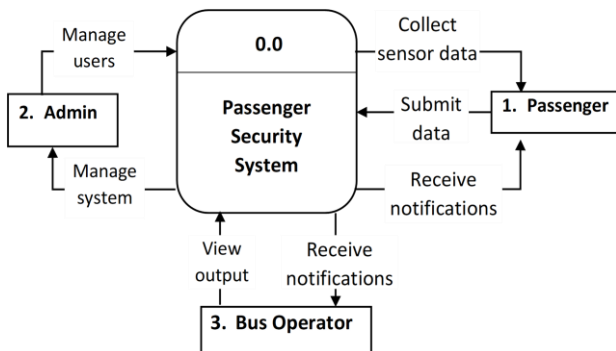 Manage
users
0.0
Collect
sensor data
2. Admin
Passenger
Security
System
Submit
data
1. Passenger
Manage
system
Receive
notifications
View
output
Receive
notifications
3. Bus Operator